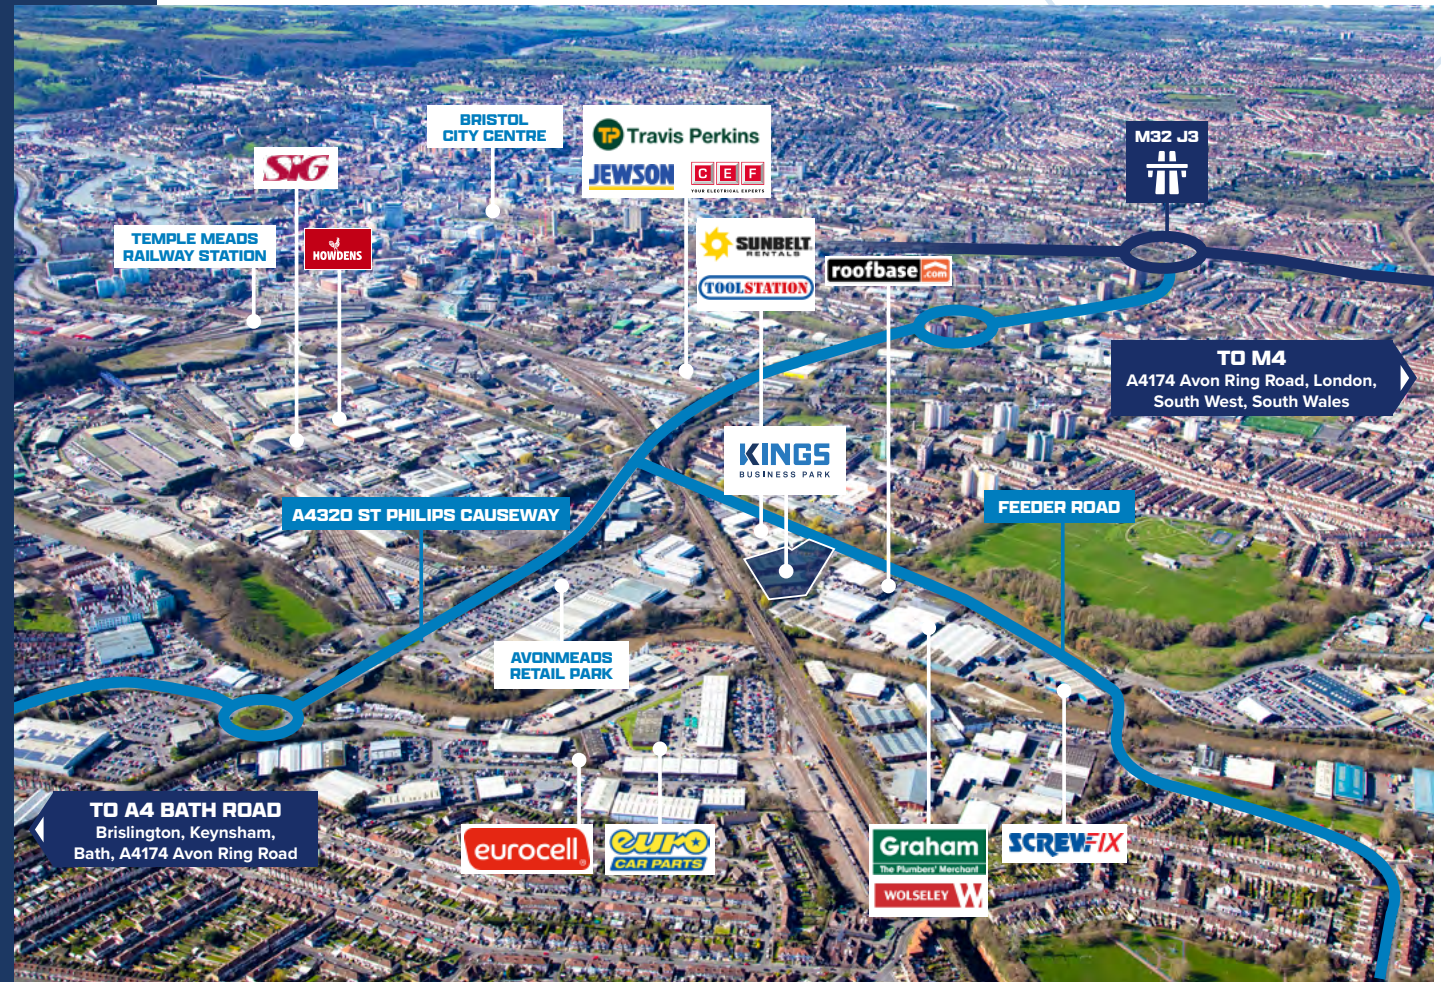 BRISTOL
CITY CENTRE
TP Travis Perkins
JEWSON
CEF
YOUR ELECTRICAL EXPERTS
M32 J3
SIG
TEMPLE MEADS
RAILWAY STATION
HOWDENS
SUNBELT
RENTALS
TOOLSTATION
roofbase.com
TO M4
A4174 Avon Ring Road, London,
South West, South Wales
KINGS
BUSINESS PARK
A4320 ST PHILIPS CAUSEWAY
FEEDER ROAD
AVONMEADS
RETAIL PARK
TO A4 BATH ROAD
Brislington, Keynsham,
Bath, A4174 Avon Ring Road
eurocell®
euro
CAR PARTS
Graham
The Plumbers' Merchant
WOLSELEY W
SCREWFIX